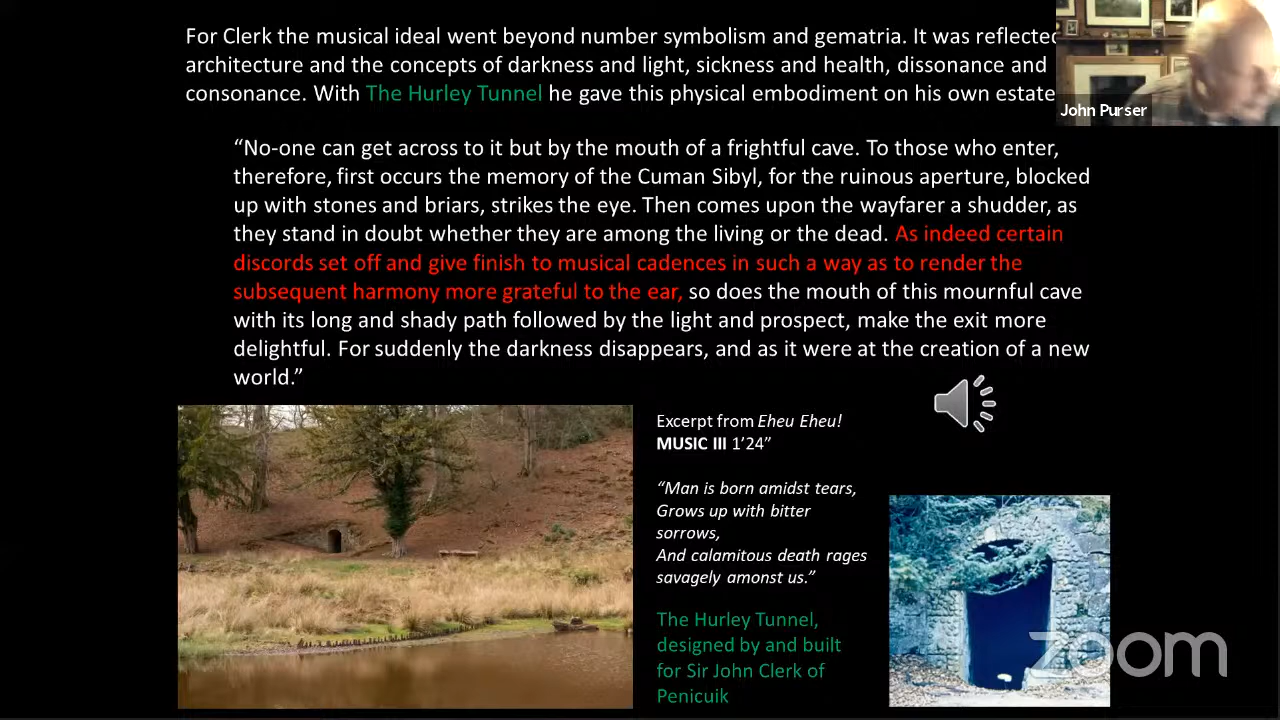 For Clerk the musical ideal went beyond number symbolism and gematria. It was reflected
architecture and the concepts of darkness and light, sickness and health, dissonance and
consonance. With The Hurley Tunnel he gave this physical embodiment on his own estate
John Purser
“No-one can get across to it but by the mouth of a frightful cave. To those who enter,
therefore, first occurs the memory of the Cuman Sibyl, for the ruinous aperture, blocked
up with stones and briars, strikes the eye. Then comes upon the wayfarer a shudder, as
they stand in doubt whether they are among the living or the dead. As indeed certain
discords set off and give finish to musical cadences in such a way as to render the
subsequent harmony more grateful to the ear, so does the mouth of this mournful cave
with its long and shady path followed by the light and prospect, make the exit more
delightful. For suddenly the darkness disappears, and as it were at the creation of a new
world.”
Excerpt from Eheu Eheu!
MUSIC III 1’24”
“Man is born amidst tears,
Grows up with bitter
sorrows,
And calamitous death rages
savagely amonst us.”
The Hurley Tunnel,
designed by and built
for Sir John Clerk of
Penicuik
zoom